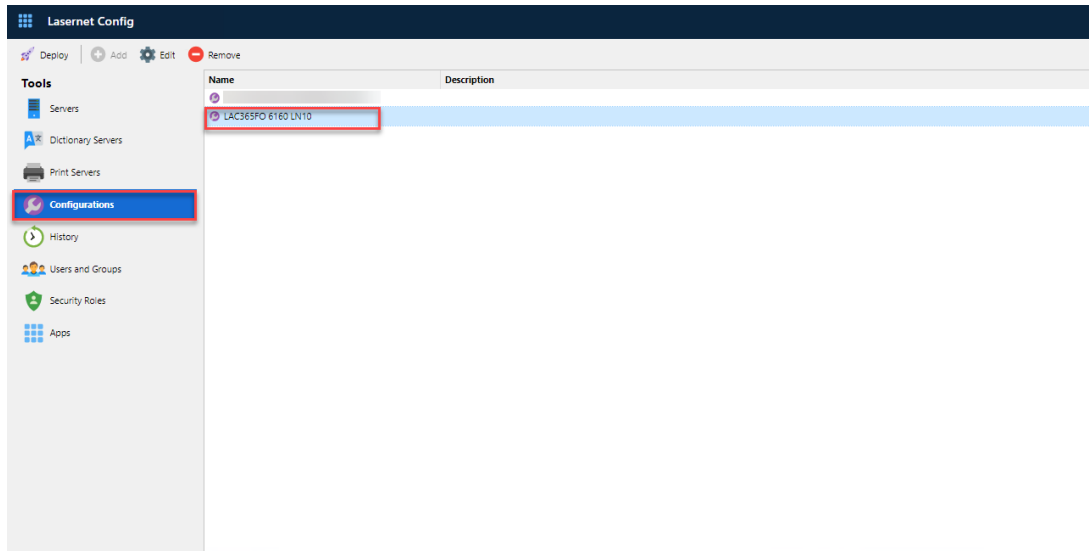 Lasernet Config
Deploy Add Edit Remove
Tools
Servers
Dictionary Servers
Print Servers
Configurations
History
Users and Groups
Security Roles
Apps
Name Description
LAC365FO 6160 LN10